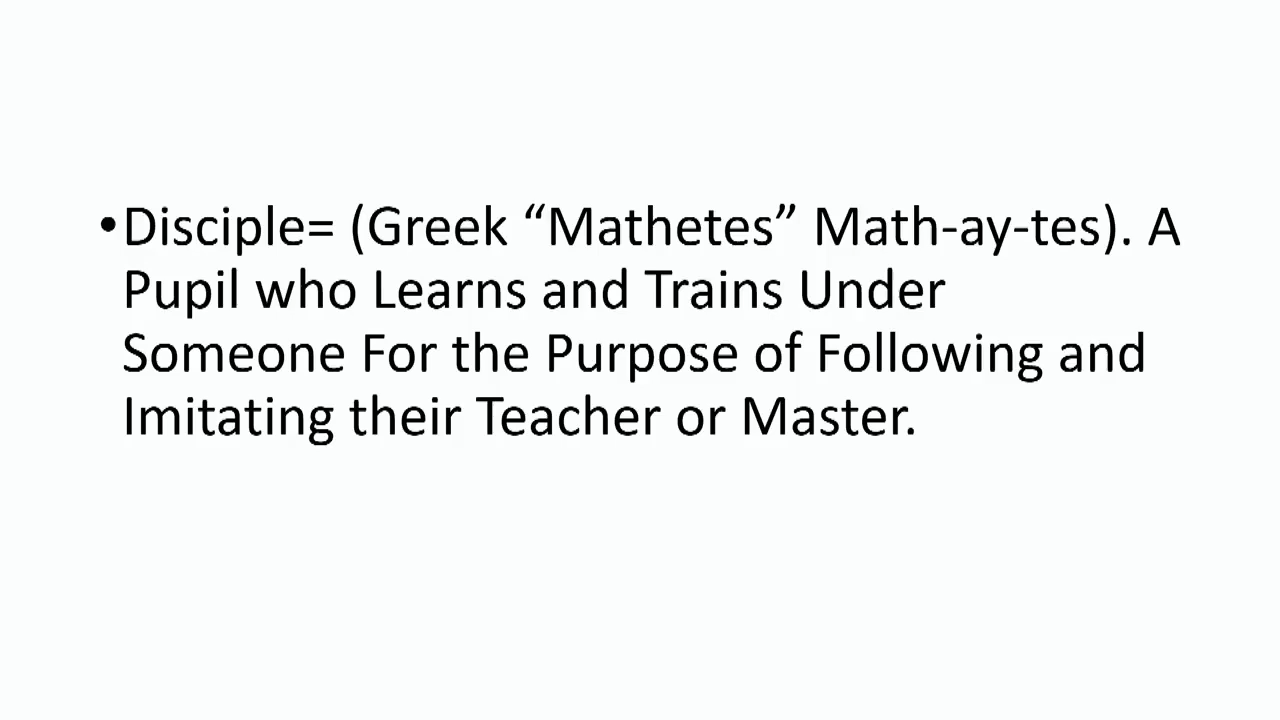 •Disciple= (Greek “Mathetes” Math-ay-tes). A
Pupil who Learns and Trains Under
Someone For the Purpose of Following and
Imitating their Teacher or Master.